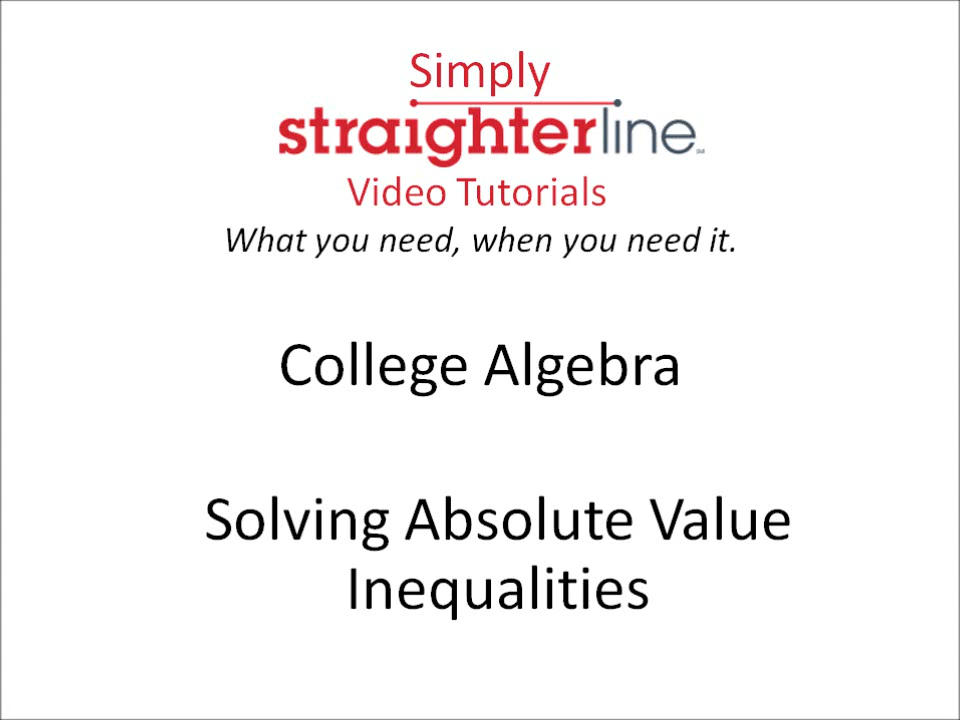 Simply
straighterline
Video Tutorials
What you need, when you need it.
College Algebra
Solving Absolute Value
Inequalities